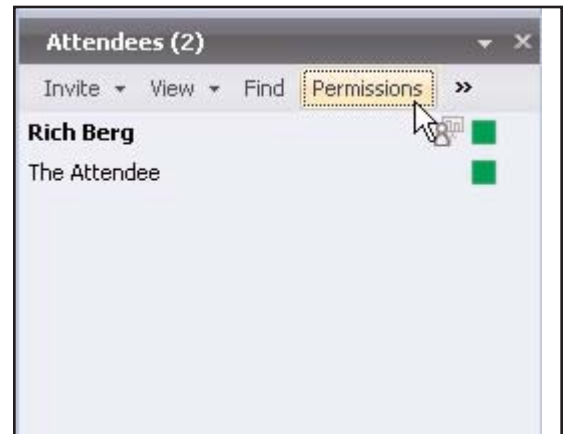 Attendees (2)
Invite View Find Permissions »
Rich Berg
The Attendee